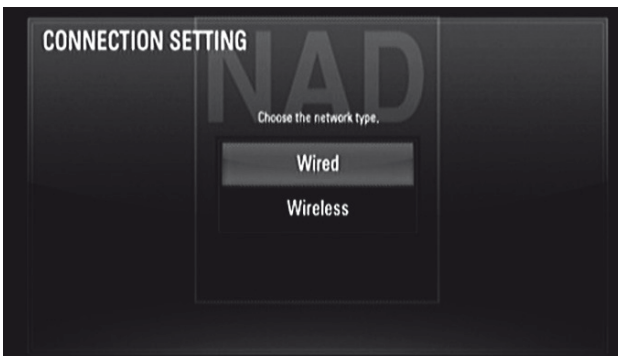 CONNECTION SETTING
NAD
Choose the network type.
Wired
Wireless